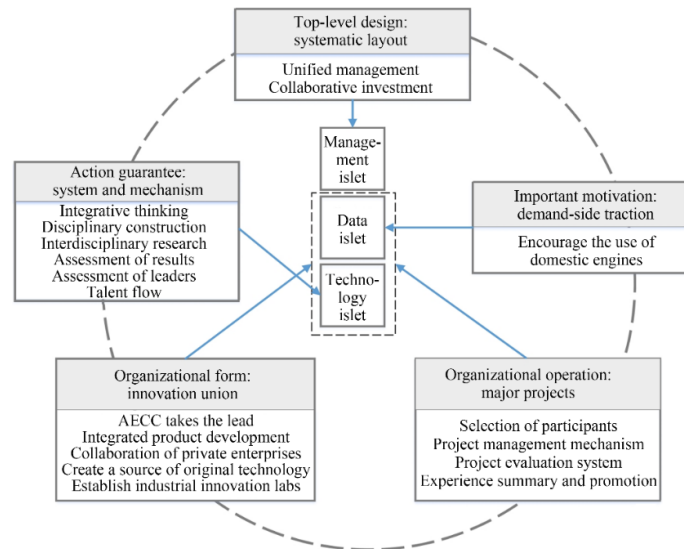 Top-level design:
systematic layout
Unified management
Collaborative investment
Manage-
ment
islet
Action guarantee:
system and mechanism
Integrative thinking
Disciplinary construction
Interdisciplinary research
Assessment of results
Assessment of leaders
Talent flow
Data
islet
Technolo-
gy
islet
Important motivation:
demand-side traction
Encourage the use of
domestic engines
Organizational form:
innovation union
AECC takes the lead
Integrated product development
Collaboration of private enterprises
Create a source of original technology
Establish industrial innovation labs
Organizational operation:
major projects
Selection of participants
Project management mechanism
Project evaluation system
Experience summary and promotion